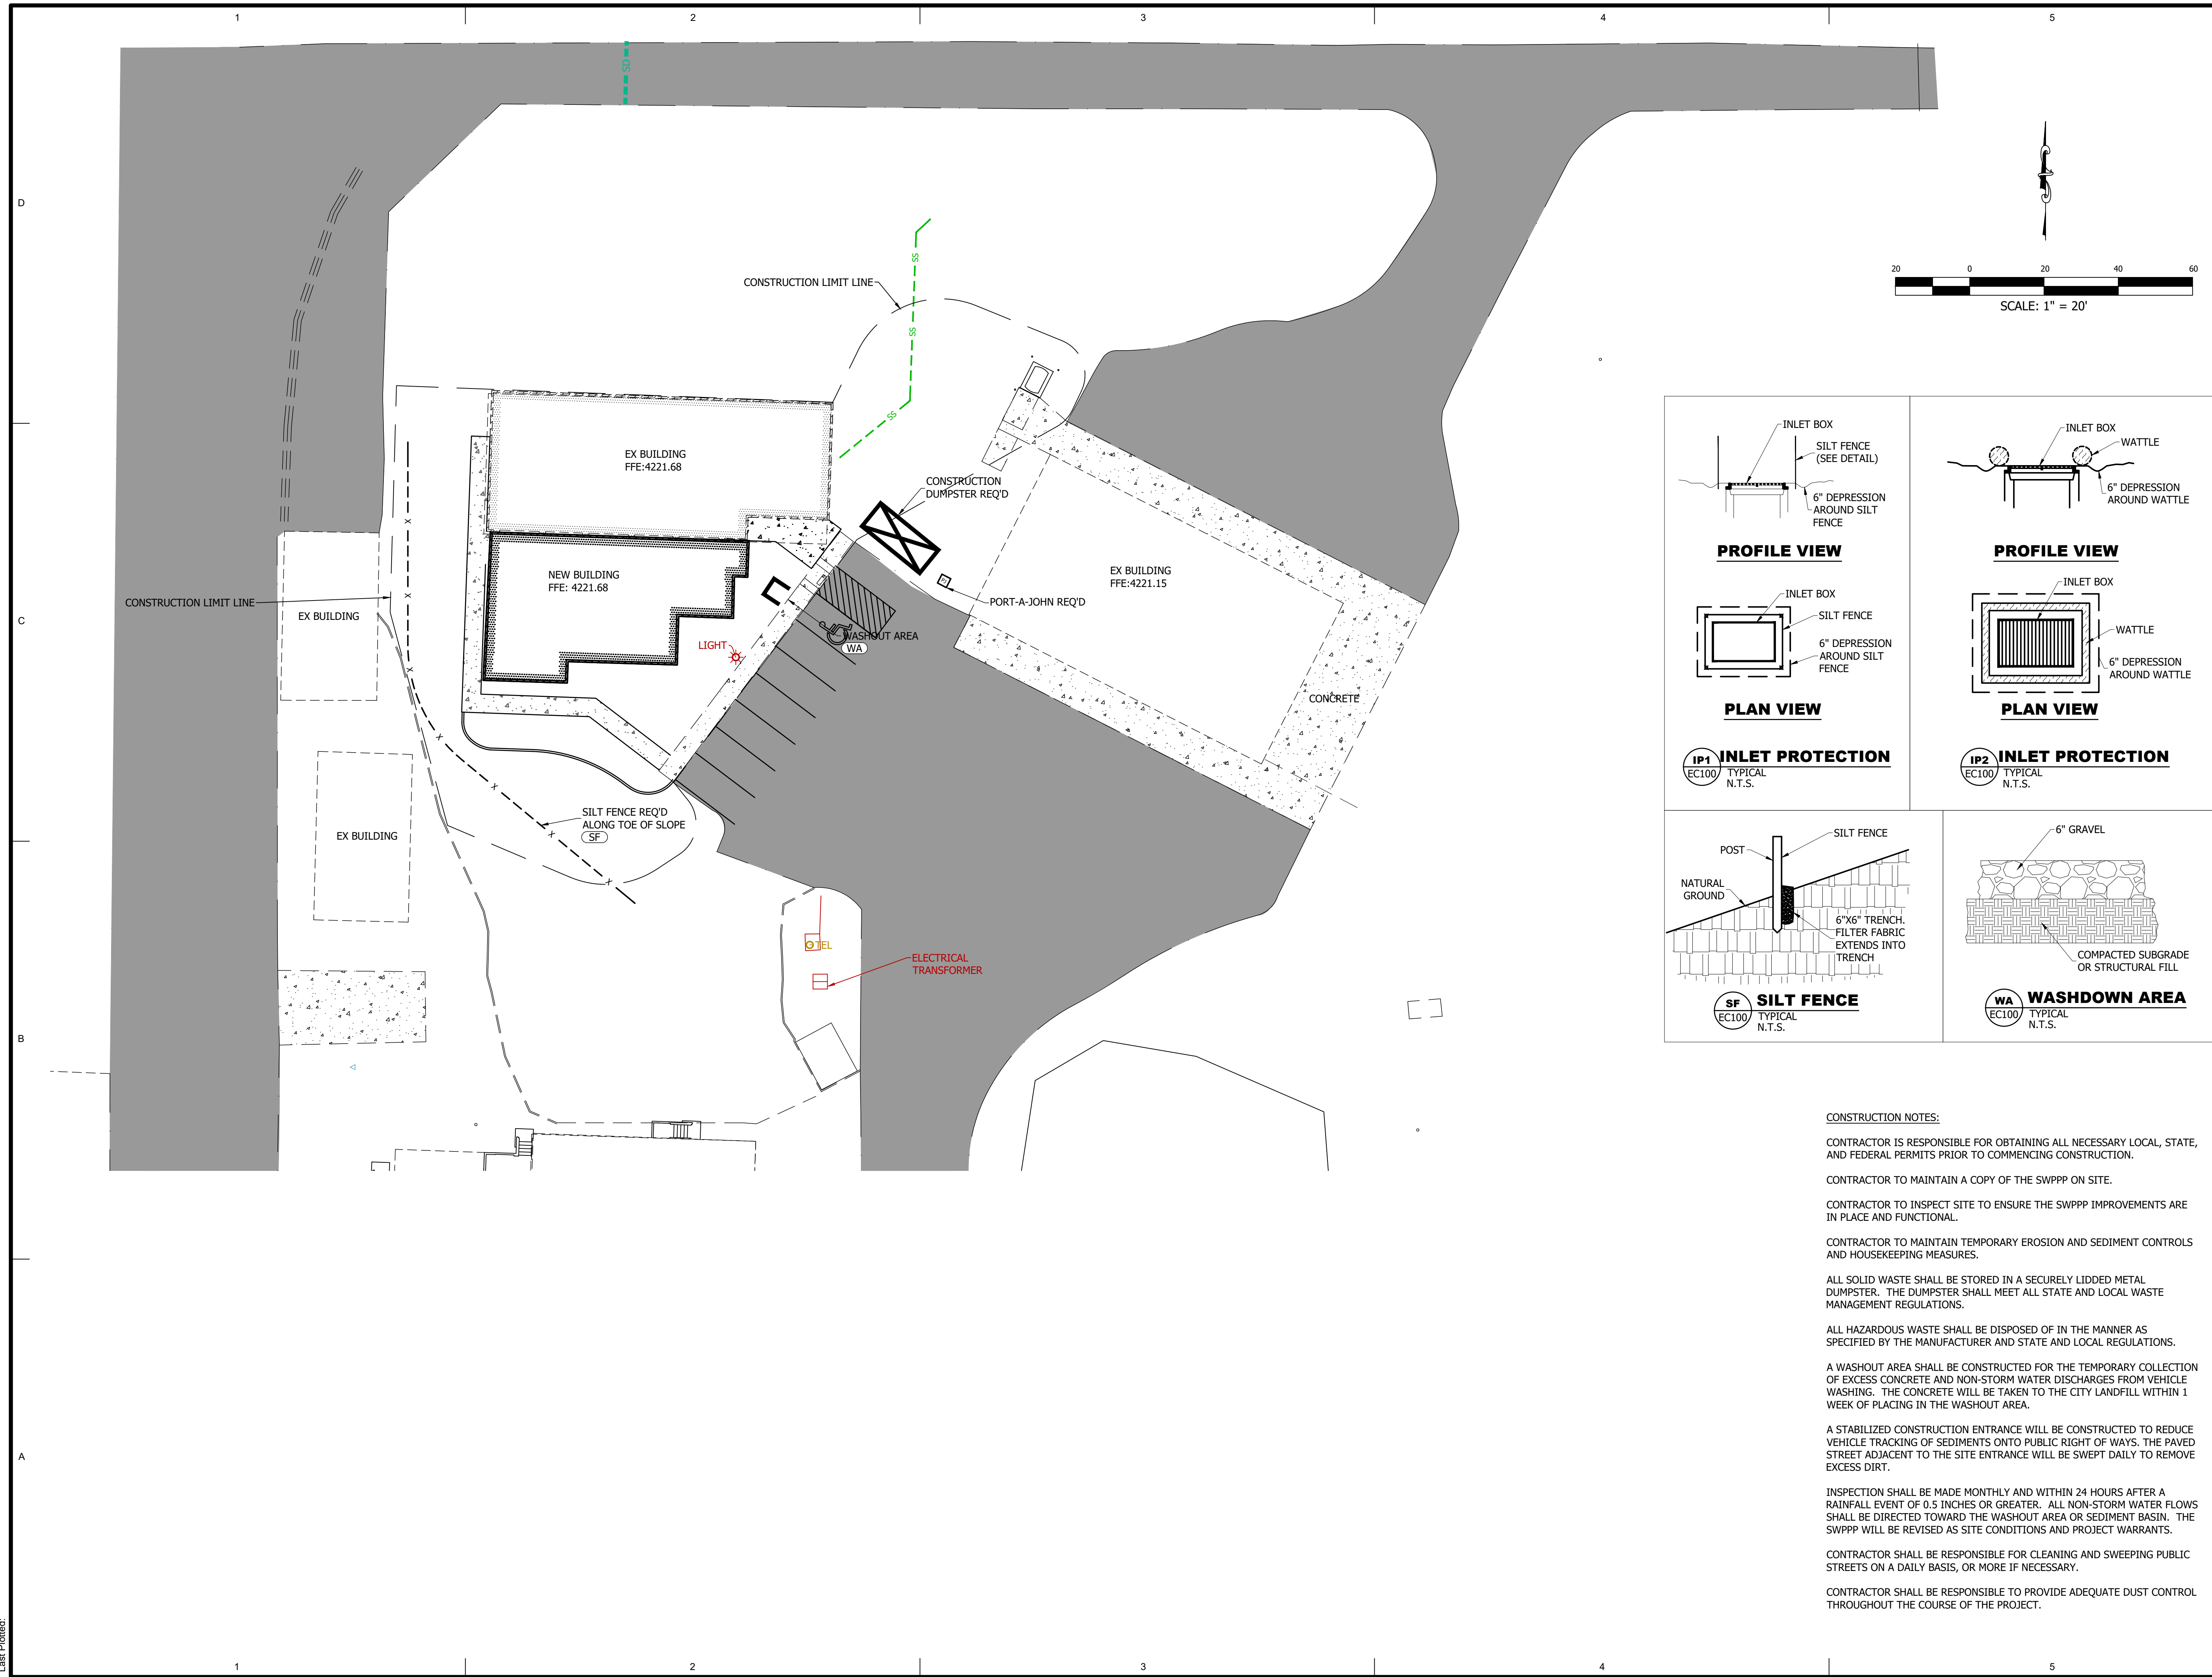 1
2
3
4
5
SD
D
SS
CONSTRUCTION LIMIT LINE
SS
SS
20
0
20
40
60
SCALE: 1" = 20'
EX BUILDING
FFE:4221.68
CONSTRUCTION
DUMPSTER REQ'D
NEW BUILDING
FFE: 4221.68
EX BUILDING
FFE:4221.15
CONSTRUCTION LIMIT LINE
EX BUILDING
PORT-A-JOHN REQ'D
C
WASHOUT AREA
WA
LIGHT
CONCRETE
X
X
X
X
X
X
X
SILT FENCE REQ'D
ALONG TOE OF SLOPE
SF
EX BUILDING
TEL
ELECTRICAL
TRANSFORMER
B
INLET BOX
SILT FENCE
(SEE DETAIL)
6" DEPRESSION
AROUND SILT
FENCE
PROFILE VIEW
INLET BOX
SILT FENCE
6" DEPRESSION
AROUND SILT
FENCE
PLAN VIEW
IP1
EC100
INLET PROTECTION
TYPICAL
N.T.S.
INLET BOX
WATTLE
6" DEPRESSION
AROUND WATTLE
PROFILE VIEW
INLET BOX
WATTLE
6" DEPRESSION
AROUND WATTLE
PLAN VIEW
IP2
EC100
INLET PROTECTION
TYPICAL
N.T.S.
SILT FENCE
POST
NATURAL
GROUND
6"X6" TRENCH.
FILTER FABRIC
EXTENDS INTO
TRENCH
SF
EC100
SILT FENCE
TYPICAL
N.T.S.
6" GRAVEL
COMPACTED SUBGRADE
OR STRUCTURAL FILL
WA
EC100
WASHDOWN AREA
TYPICAL
N.T.S.
CONSTRUCTION NOTES:
CONTRACTOR IS RESPONSIBLE FOR OBTAINING ALL NECESSARY LOCAL, STATE,
AND FEDERAL PERMITS PRIOR TO COMMENCING CONSTRUCTION.
CONTRACTOR TO MAINTAIN A COPY OF THE SWPPP ON SITE.
CONTRACTOR TO INSPECT SITE TO ENSURE THE SWPPP IMPROVEMENTS ARE
IN PLACE AND FUNCTIONAL.
CONTRACTOR TO MAINTAIN TEMPORARY EROSION AND SEDIMENT CONTROLS
AND HOUSEKEEPING MEASURES.
ALL SOLID WASTE SHALL BE STORED IN A SECURELY LIDDED METAL
DUMPSTER. THE DUMPSTER SHALL MEET ALL STATE AND LOCAL WASTE
MANAGEMENT REGULATIONS.
ALL HAZARDOUS WASTE SHALL BE DISPOSED OF IN THE MANNER AS
SPECIFIED BY THE MANUFACTURER AND STATE AND LOCAL REGULATIONS.
A WASHOUT AREA SHALL BE CONSTRUCTED FOR THE TEMPORARY COLLECTION
OF EXCESS CONCRETE AND NON-STORM WATER DISCHARGES FROM VEHICLE
WASHING. THE CONCRETE WILL BE TAKEN TO THE CITY LANDFILL WITHIN 1
WEEK OF PLACING IN THE WASHOUT AREA.
A STABILIZED CONSTRUCTION ENTRANCE WILL BE CONSTRUCTED TO REDUCE
VEHICLE TRACKING OF SEDIMENTS ONTO PUBLIC RIGHT OF WAYS. THE PAVED
STREET ADJACENT TO THE SITE ENTRANCE WILL BE SWEPT DAILY TO REMOVE
EXCESS DIRT.
INSPECTION SHALL BE MADE MONTHLY AND WITHIN 24 HOURS AFTER A
RAINFALL EVENT OF 0.5 INCHES OR GREATER. ALL NON-STORM WATER FLOWS
SHALL BE DIRECTED TOWARD THE WASHOUT AREA OR SEDIMENT BASIN. THE
SWPPP WILL BE REVISED AS SITE CONDITIONS AND PROJECT WARRANTS.
CONTRACTOR SHALL BE RESPONSIBLE FOR CLEANING AND SWEEPING PUBLIC
STREETS ON A DAILY BASIS, OR MORE IF NECESSARY.
CONTRACTOR SHALL BE RESPONSIBLE TO PROVIDE ADEQUATE DUST CONTROL
THROUGHOUT THE COURSE OF THE PROJECT.
A
Last Plotted:
1
2
3
4
5